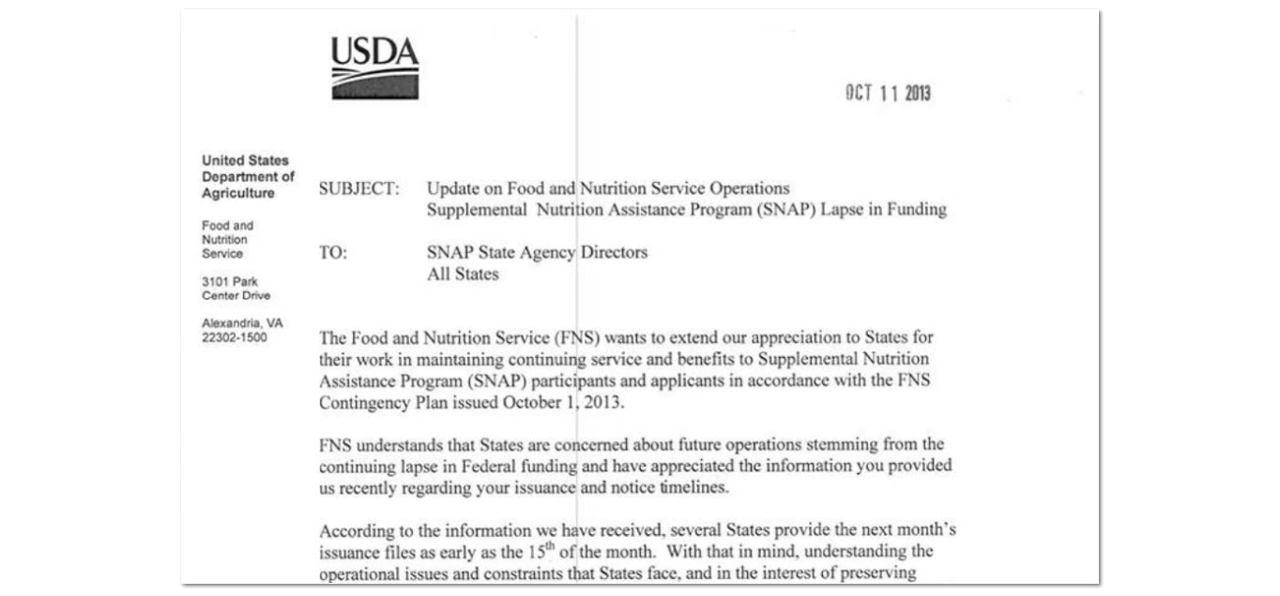 USDA
OCT 11 2013
United States
Department of
Agriculture
Food and
Nutrition
Service
3101 Park
Center Drive
Alexandria, VA
22302-1500
SUBJECT: Update on Food and Nutrition Service Operations
Supplemental Nutrition Assistance Program (SNAP) Lapse in Funding
TO: SNAP State Agency Directors
All States
The Food and Nutrition Service (FNS) wants to extend our appreciation to States for
their work in maintaining continuing service and benefits to Supplemental Nutrition
Assistance Program (SNAP) participants and applicants in accordance with the FNS
Contingency Plan issued October 1, 2013.
FNS understands that States are concerned about future operations stemming from the
continuing lapse in Federal funding and have appreciated the information you provided
us recently regarding your issuance and notice timelines.
According to the information we have received, several States provide the next month's
issuance files as early as the 15th of the month. With that in mind, understanding the
operational issues and constraints that States face, and in the interest of preserving